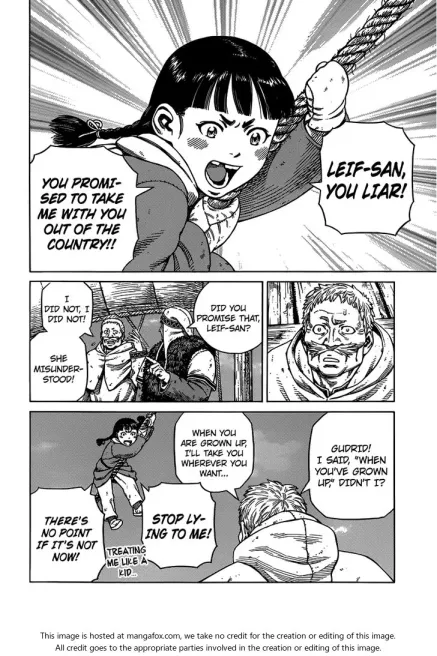 LEIF-SAN,
YOU LIAR!
YOU PROMI-
SED TO TAKE
ME WITH YOU
OUT OF THE
COUNTRY!!
DID YOU
PROMISE THAT,
LEIF-SAN?
I
DID NOT, I
DID NOT!
SHE
MISUNDER-
STOOD!
GUDRID!
I SAID, "WHEN
YOU'VE GROWN
UP," DIDN'T I?
WHEN YOU
ARE GROWN UP,
I'LL TAKE YOU
WHEREVER YOU
WANT...
STOP LY-
ING TO ME!
TREATING
ME LIKE A
KID...
THERE'S
NO POINT
IF IT'S NOT
NOW!
This image is hosted at mangafox.com, we take no credit for the creation or editing of this image.
All credit goes to the appropriate parties involved in the creation or editing of this image.